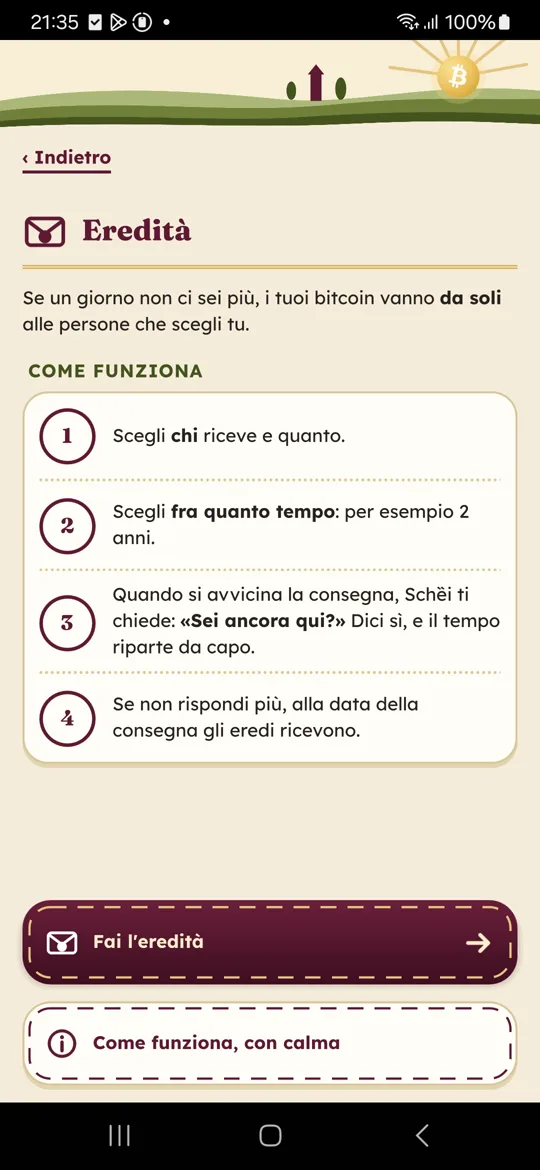 21:35
100%
‹ Indietro
Eredità
Se un giorno non ci sei più, i tuoi bitcoin vanno da soli
alle persone che scegli tu.
COME FUNZIONA
1
Scegli chi riceve e quanto.
2
Scegli fra quanto tempo: per esempio 2
anni.
3
Quando si avvicina la consegna, Schèi ti
chiede: «Sei ancora qui?» Dici sì, e il tempo
riparte da capo.
4
Se non rispondi più, alla data della
consegna gli eredi ricevono.
Fai l'eredità
Come funziona, con calma